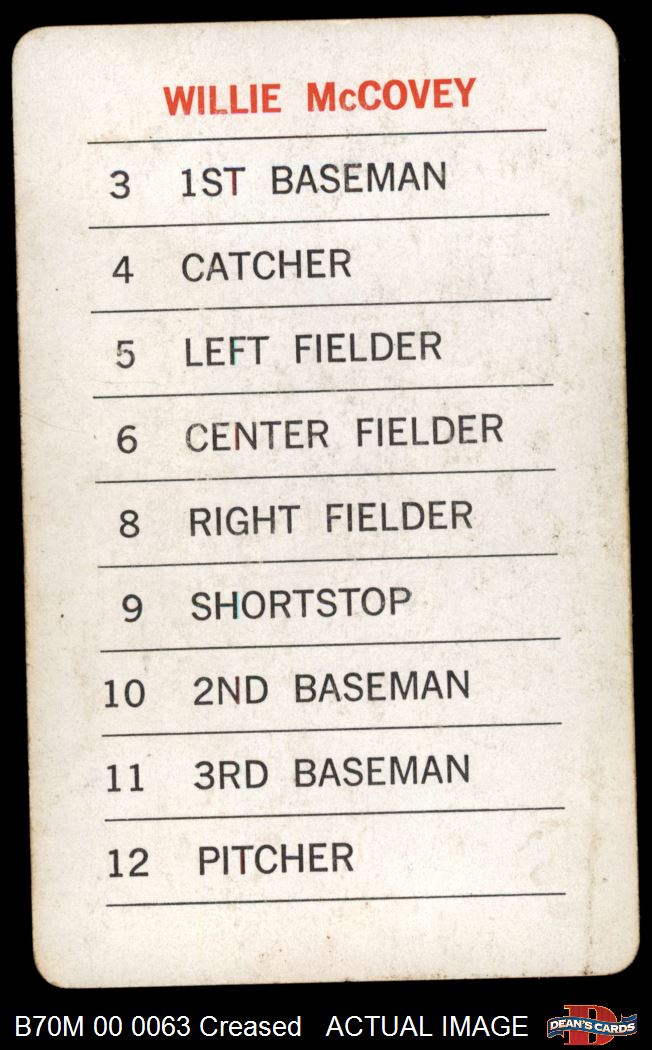 WILLIE McCOVEY
3 1ST BASEMAN
4 CATCHER
5 LEFT FIELDER
6 CENTER FIELDER
8 RIGHT FIELDER
9 SHORTSTOP
10 2ND BASEMAN
11 3RD BASEMAN
12 PITCHER
B70M 00 0063 Creased ACTUAL IMAGE
D
DEAN'S CARDS